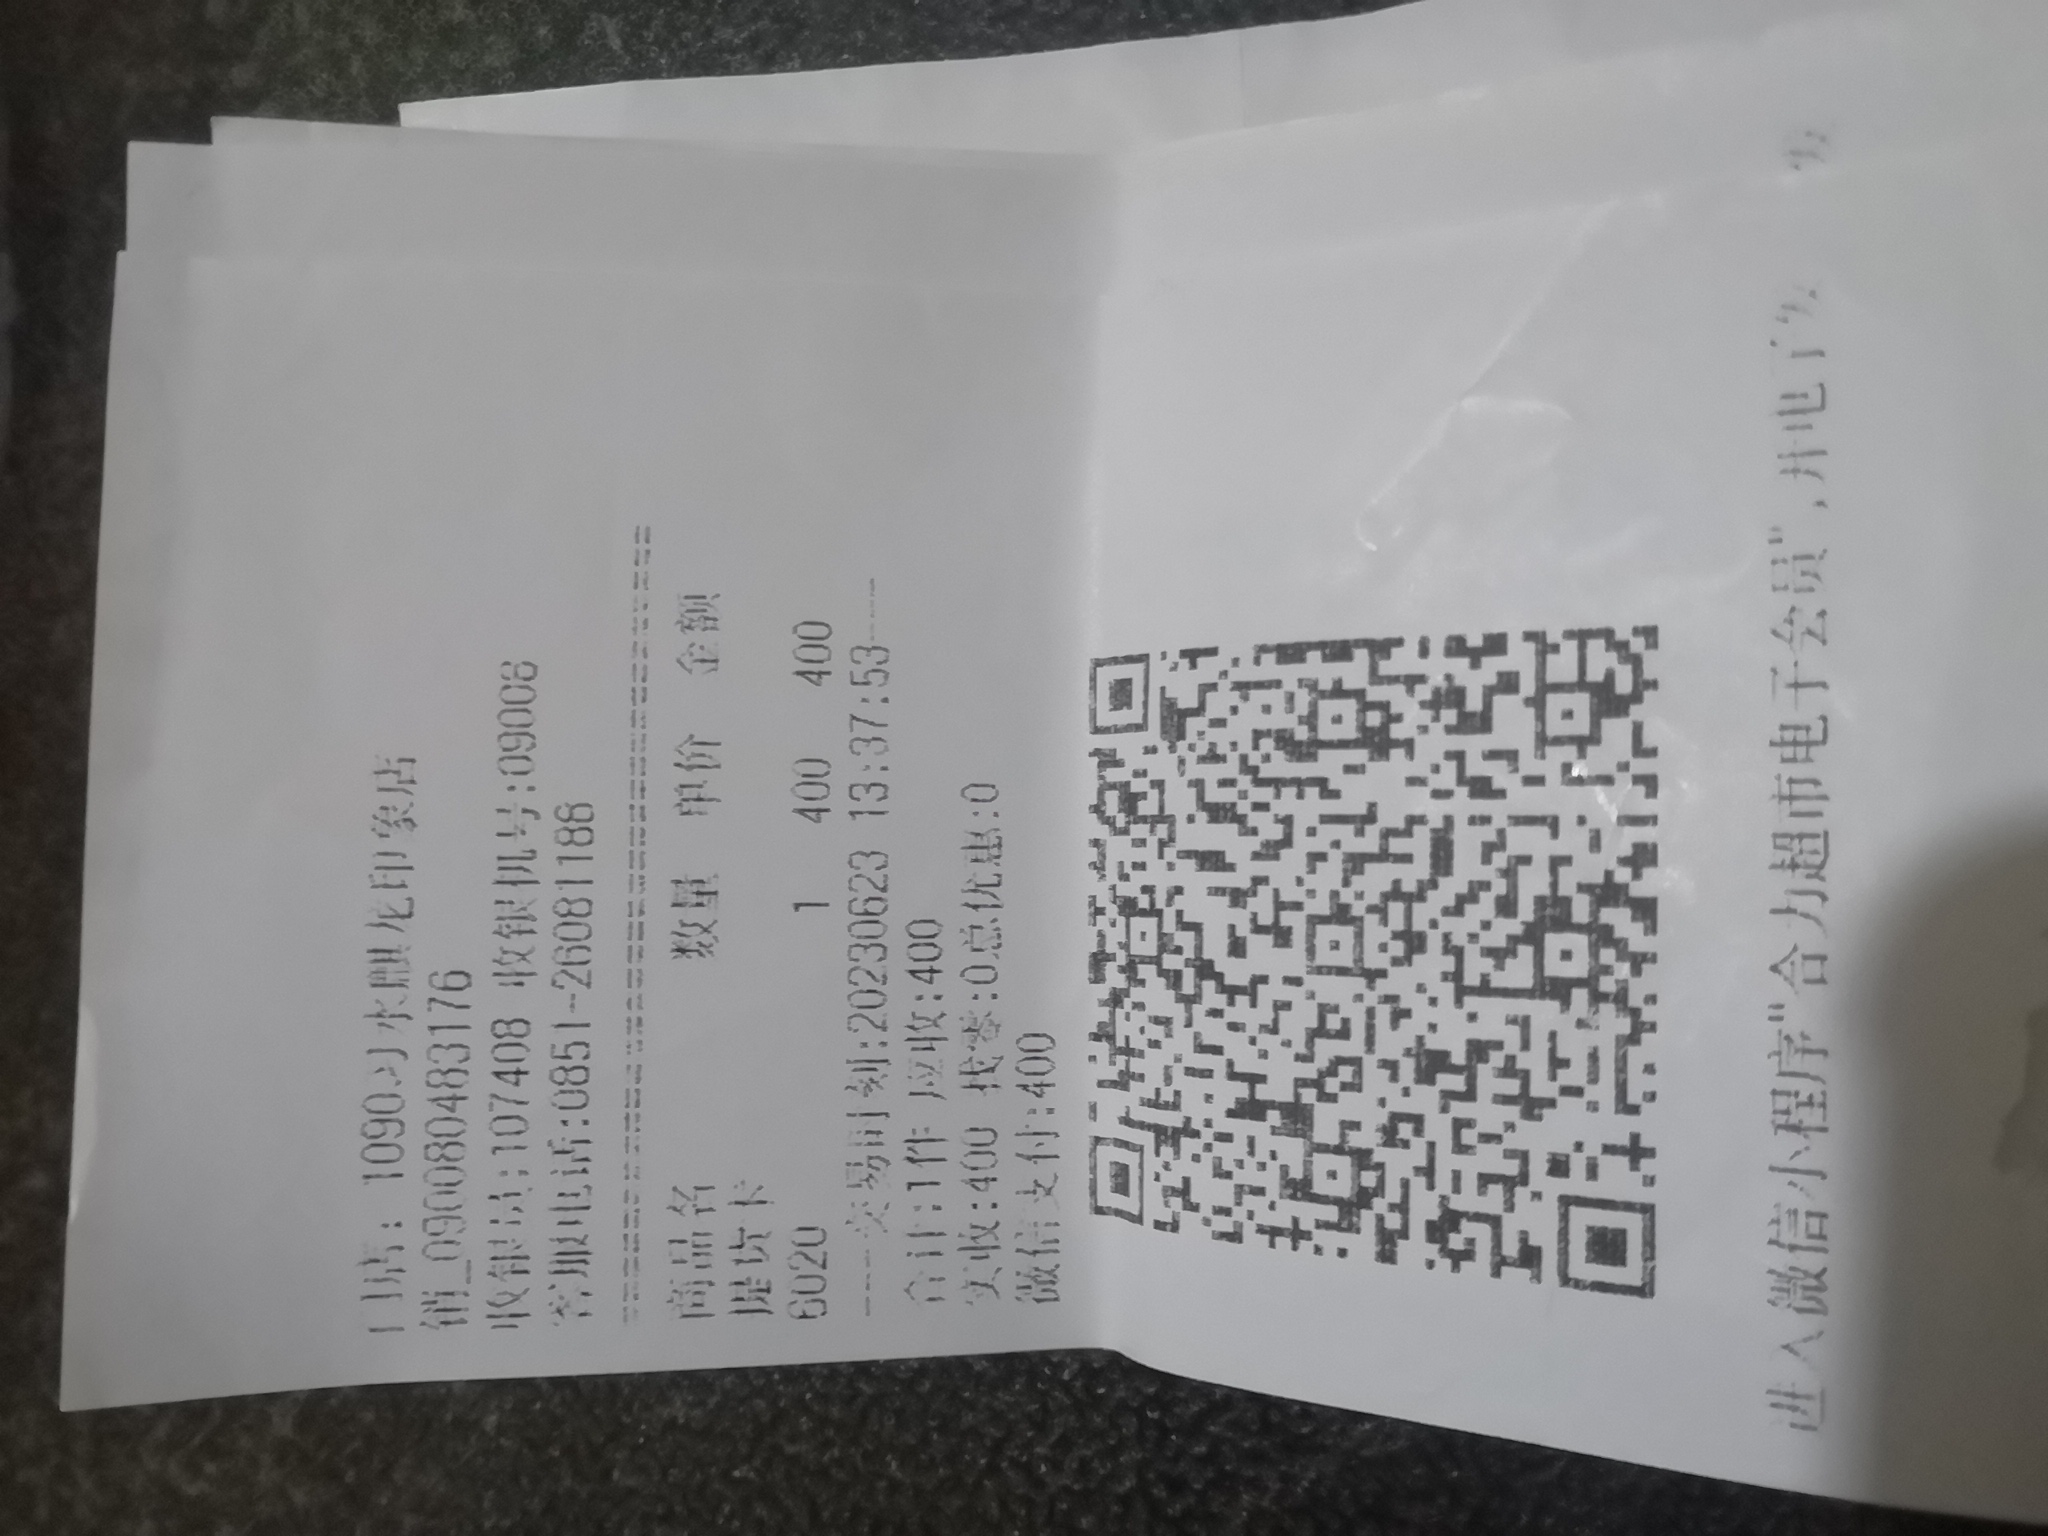 门店: 1090习水麒龙印象店
销_090080483176
收银员:107408 收银机号:09008
客服电话:0851-26081188
商品名 数量 单价 金额
提货卡
6020 1 400 400
----交易时刻:20230623 13:37:53----
合计:1件 应收:400
实收:400 找零:0总优惠:0
微信支付:400
进入微信小程序"合力超市电子会员",开电子发